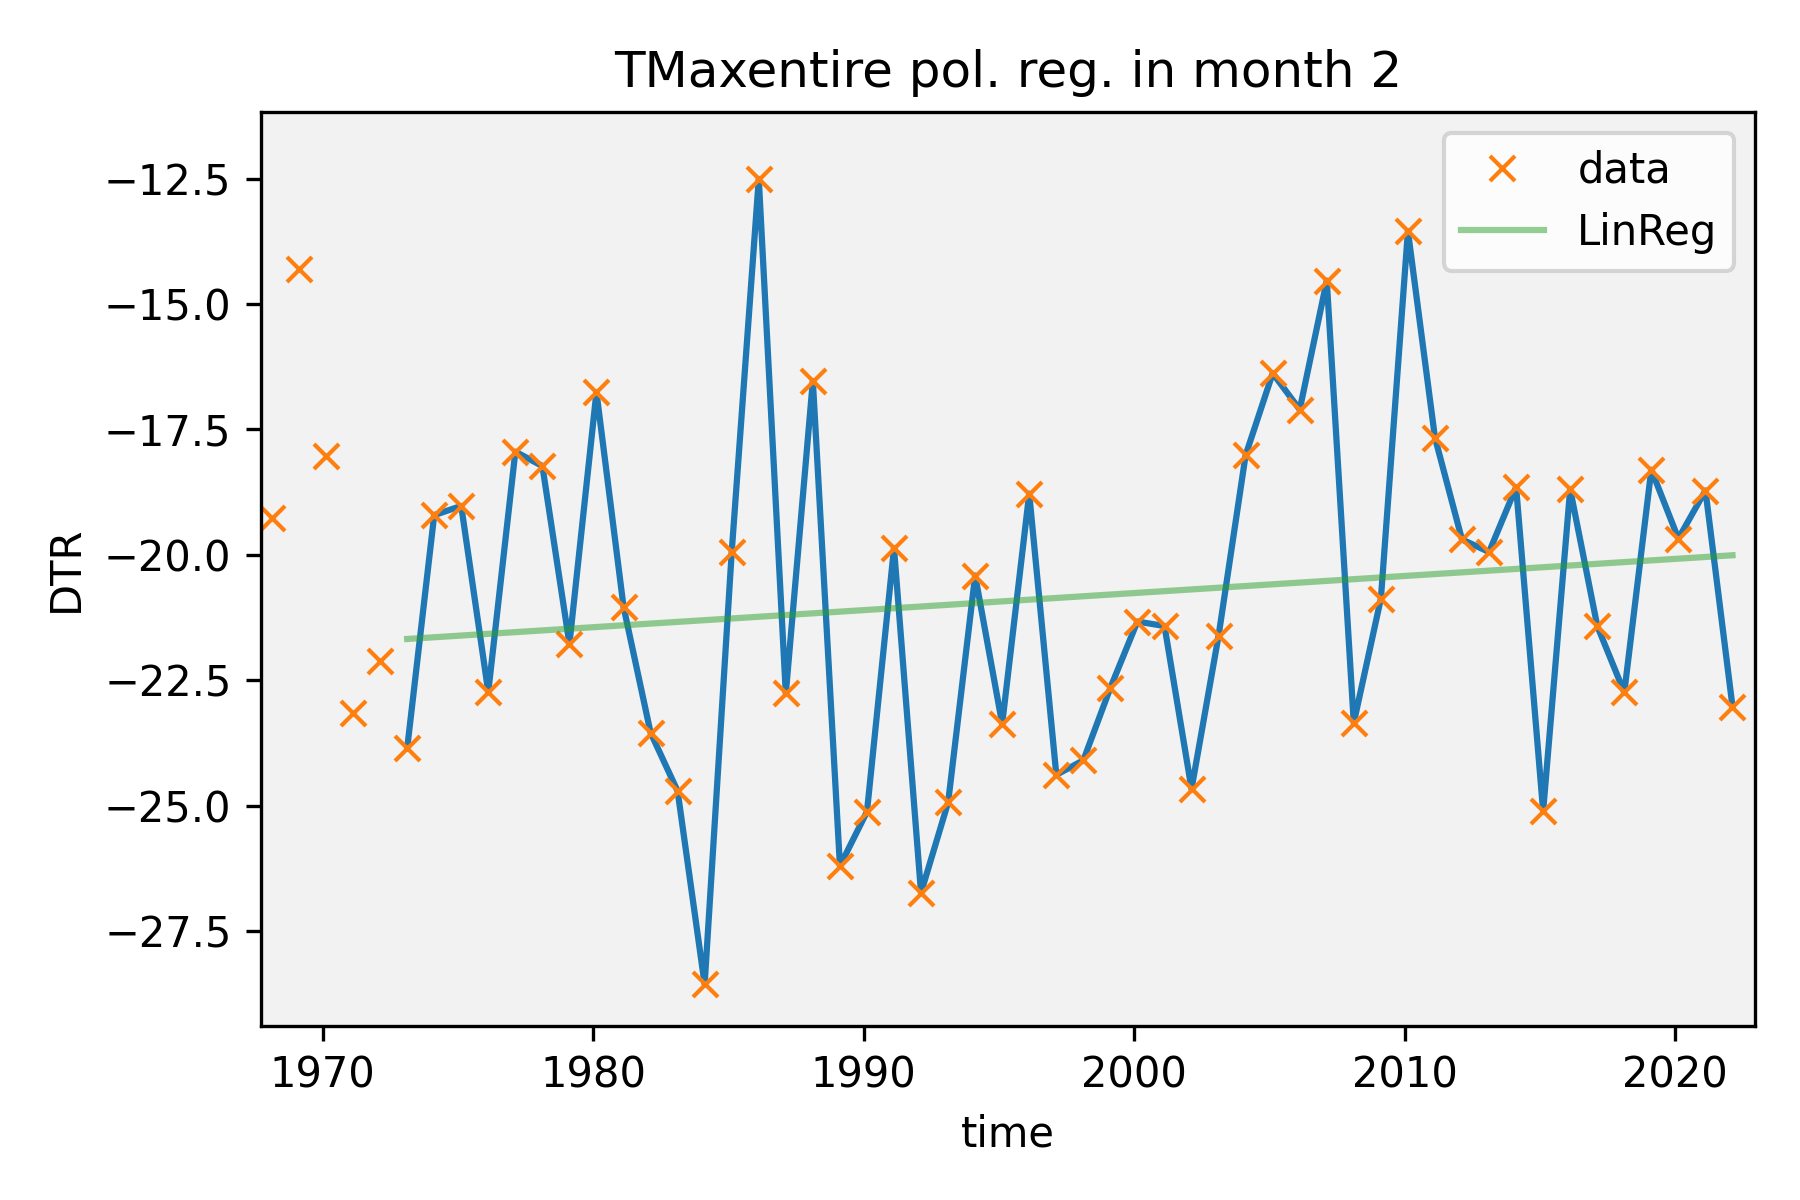 TMaxentire pol. reg. in month 2
data
LinReg
−12.5
−15.0
−17.5
−20.0
−22.5
−25.0
−27.5
DTR
1970 1980 1990 2000 2010 2020
time